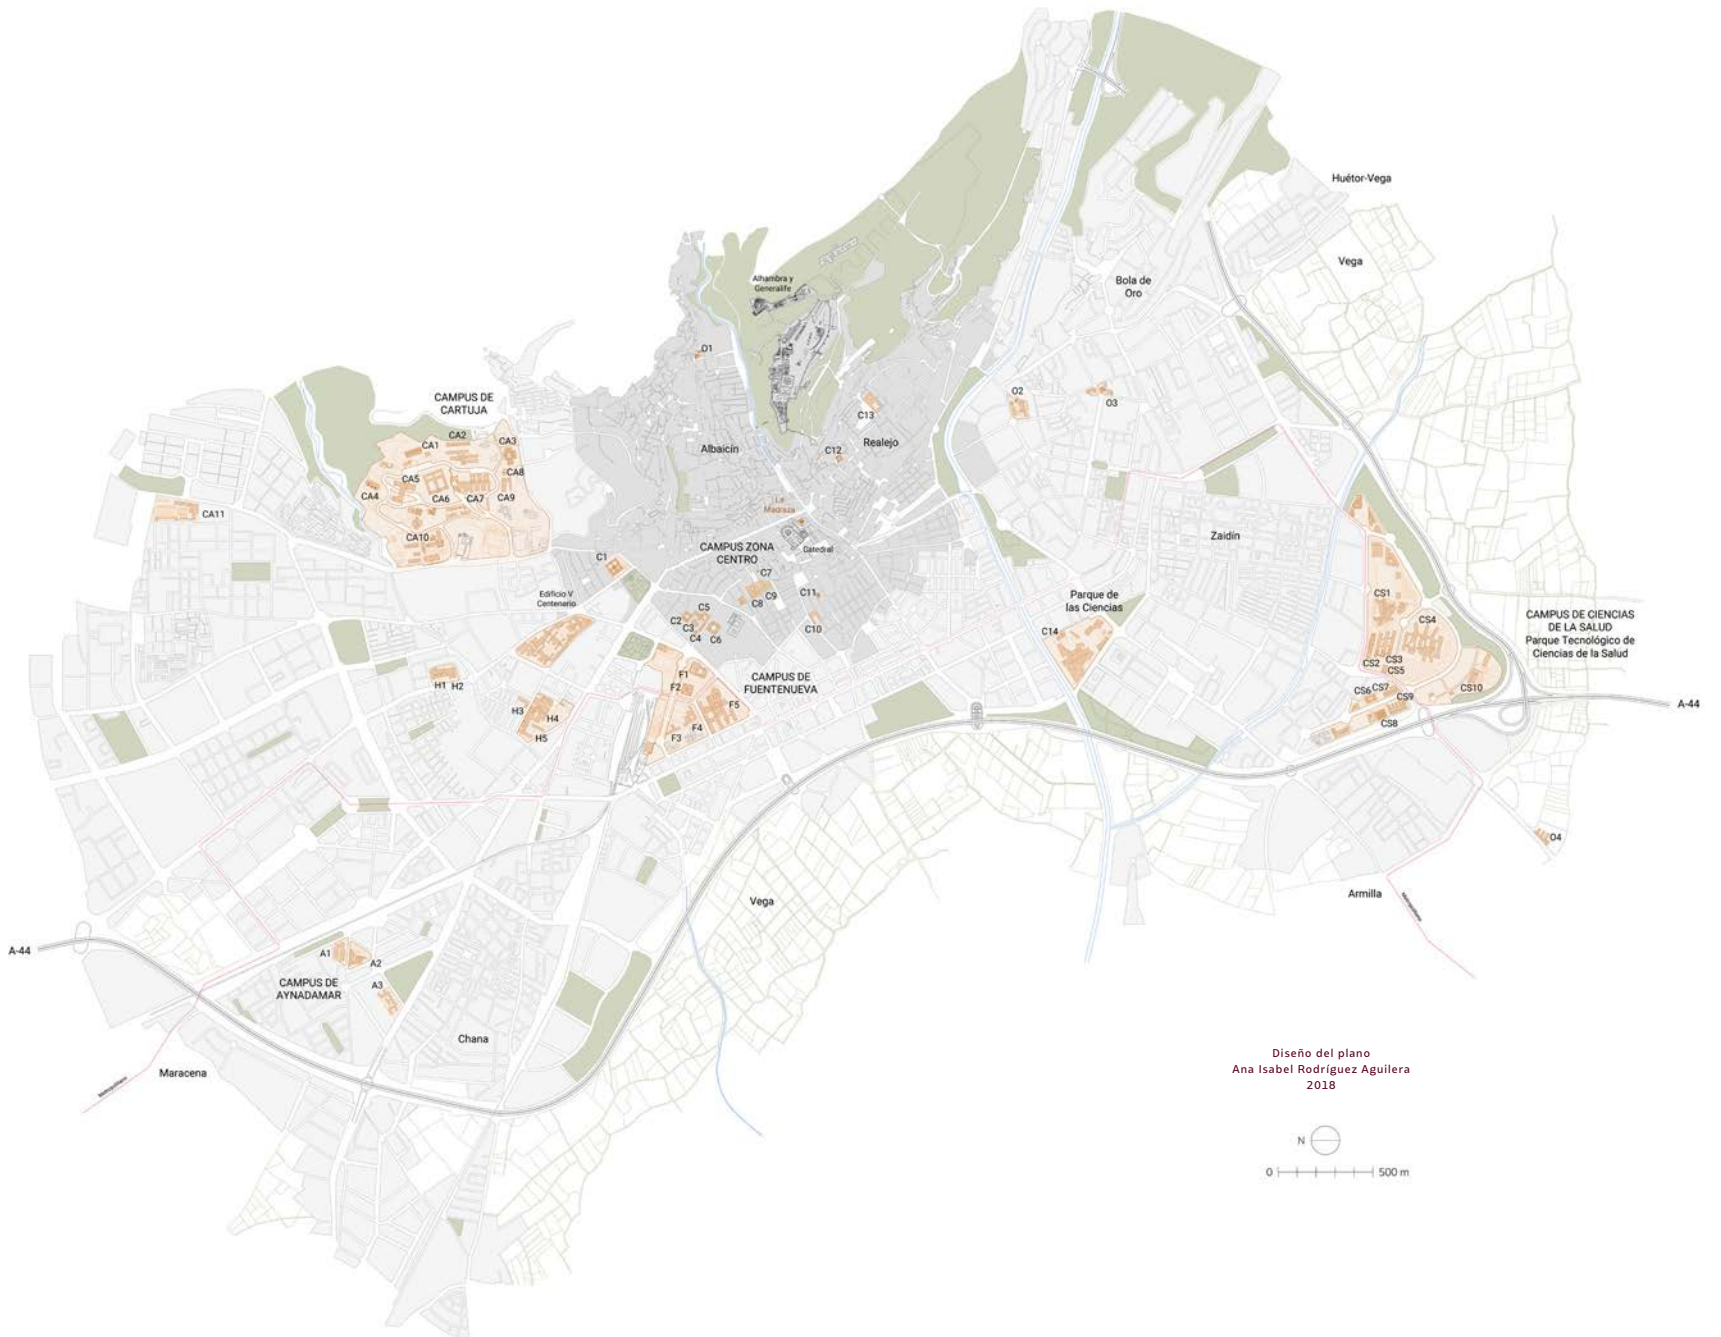 Huétor-Vega
Vega
Alhambra y
Generalife
Bola de
Oro
O1
O2
O3
CAMPUS DE
CARTUJA
CA1
CA2
CA3
CA8
CA5
CA4
CA6
CA7
CA9
CA10
CA11
C13
Realejo
C12
Albaicín
La
Madraza
Catedral
CAMPUS ZONA
CENTRO
C1
Edificio V
Centenario
C7
C9
C8
C5
C2
C3
C4
C6
C11
C10
Zaidín
Parque de
las Ciencias
C14
CS1
CS4
CAMPUS DE CIENCIAS
DE LA SALUD
Parque Tecnológico de
Ciencias de la Salud
CS2
CS3
CS5
CS6
CS7
CS9
CS10
CS8
A-44
H1
H2
H3
H4
H5
F1
F2
F5
F4
F3
CAMPUS DE
FUENTENUEVA
O4
Armilla
Metropolitano
Vega
A-44
A1
A2
A3
CAMPUS DE
AYNADAMAR
Chana
Maracena
Metropolitano
Diseño del plano
Ana Isabel Rodríguez Aguilera
2018
N
0 500 m